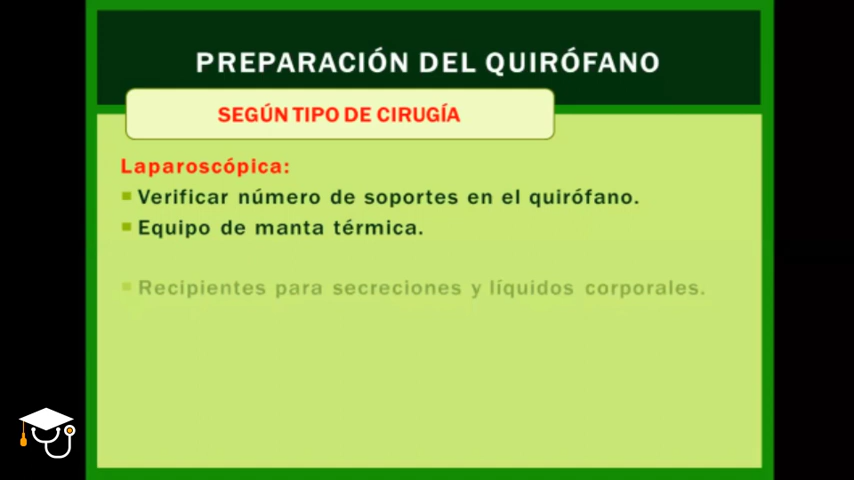 PREPARACIÓN DEL QUIRÓFANO
SEGÚN TIPO DE CIRUGÍA
Laparoscópica:
Verificar número de soportes en el quirófano.
Equipo de manta térmica.
Recipientes para secreciones y líquidos corporales.